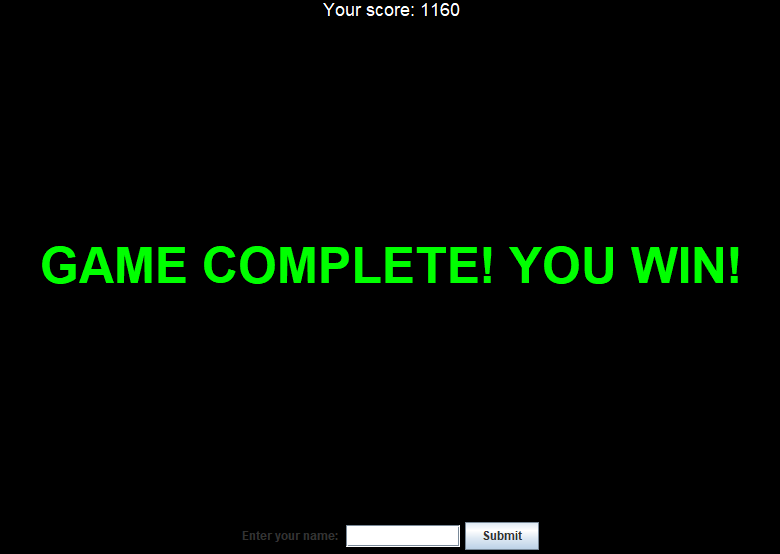 Your score: 1160
GAME COMPLETE! YOU WIN!
Enter your name: Submit